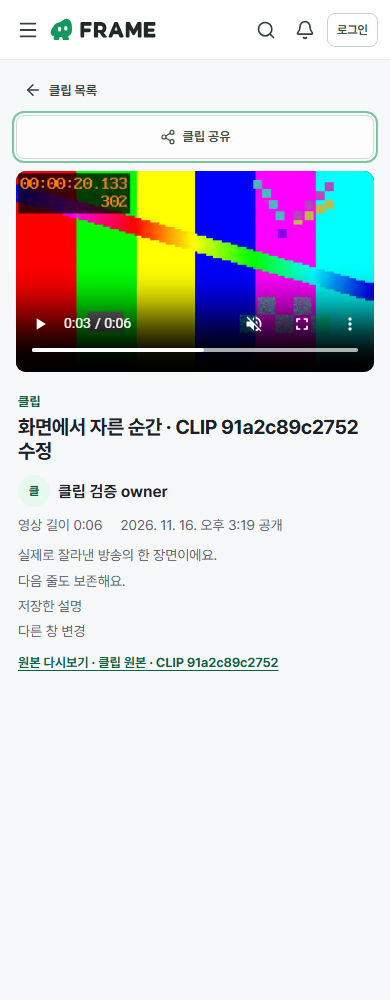 FRAME
로그인
클립 목록
클립 공유
00:00:20.133
302
0:03 / 0:06
클립
화면에서 자른 순간 · CLIP 91a2c89c2752
수정
클
클립 검증 owner
영상 길이 0:06 2026. 11. 16. 오후 3:19 공개
실제로 잘라낸 방송의 한 장면이에요.
다음 줄도 보존해요.
저장한 설명
다른 창 변경
원본 다시보기 · 클립 원본 · CLIP 91a2c89c2752